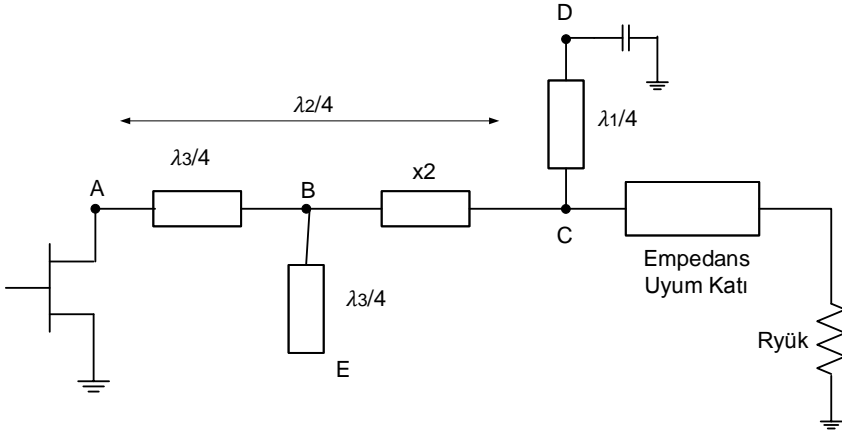 D
λ2/4
λ1/4
λ3/4
A
B
x2
C
Empedans
Uyum Katı
λ3/4
Ryük
E